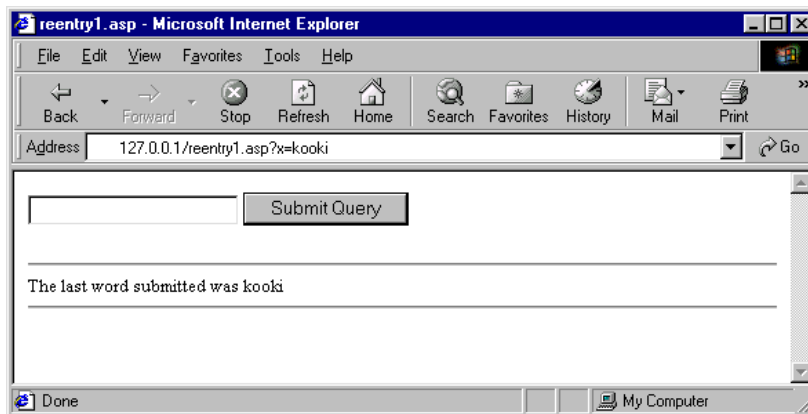 reentry1.asp - Microsoft Internet Explorer
File Edit View Favorites Tools Help
Back Forward Stop Refresh Home Search Favorites History Mail Print »
Address 127.0.0.1/reentry1.asp?x=kooki Go
Submit Query
The last word submitted was kooki
Done My Computer